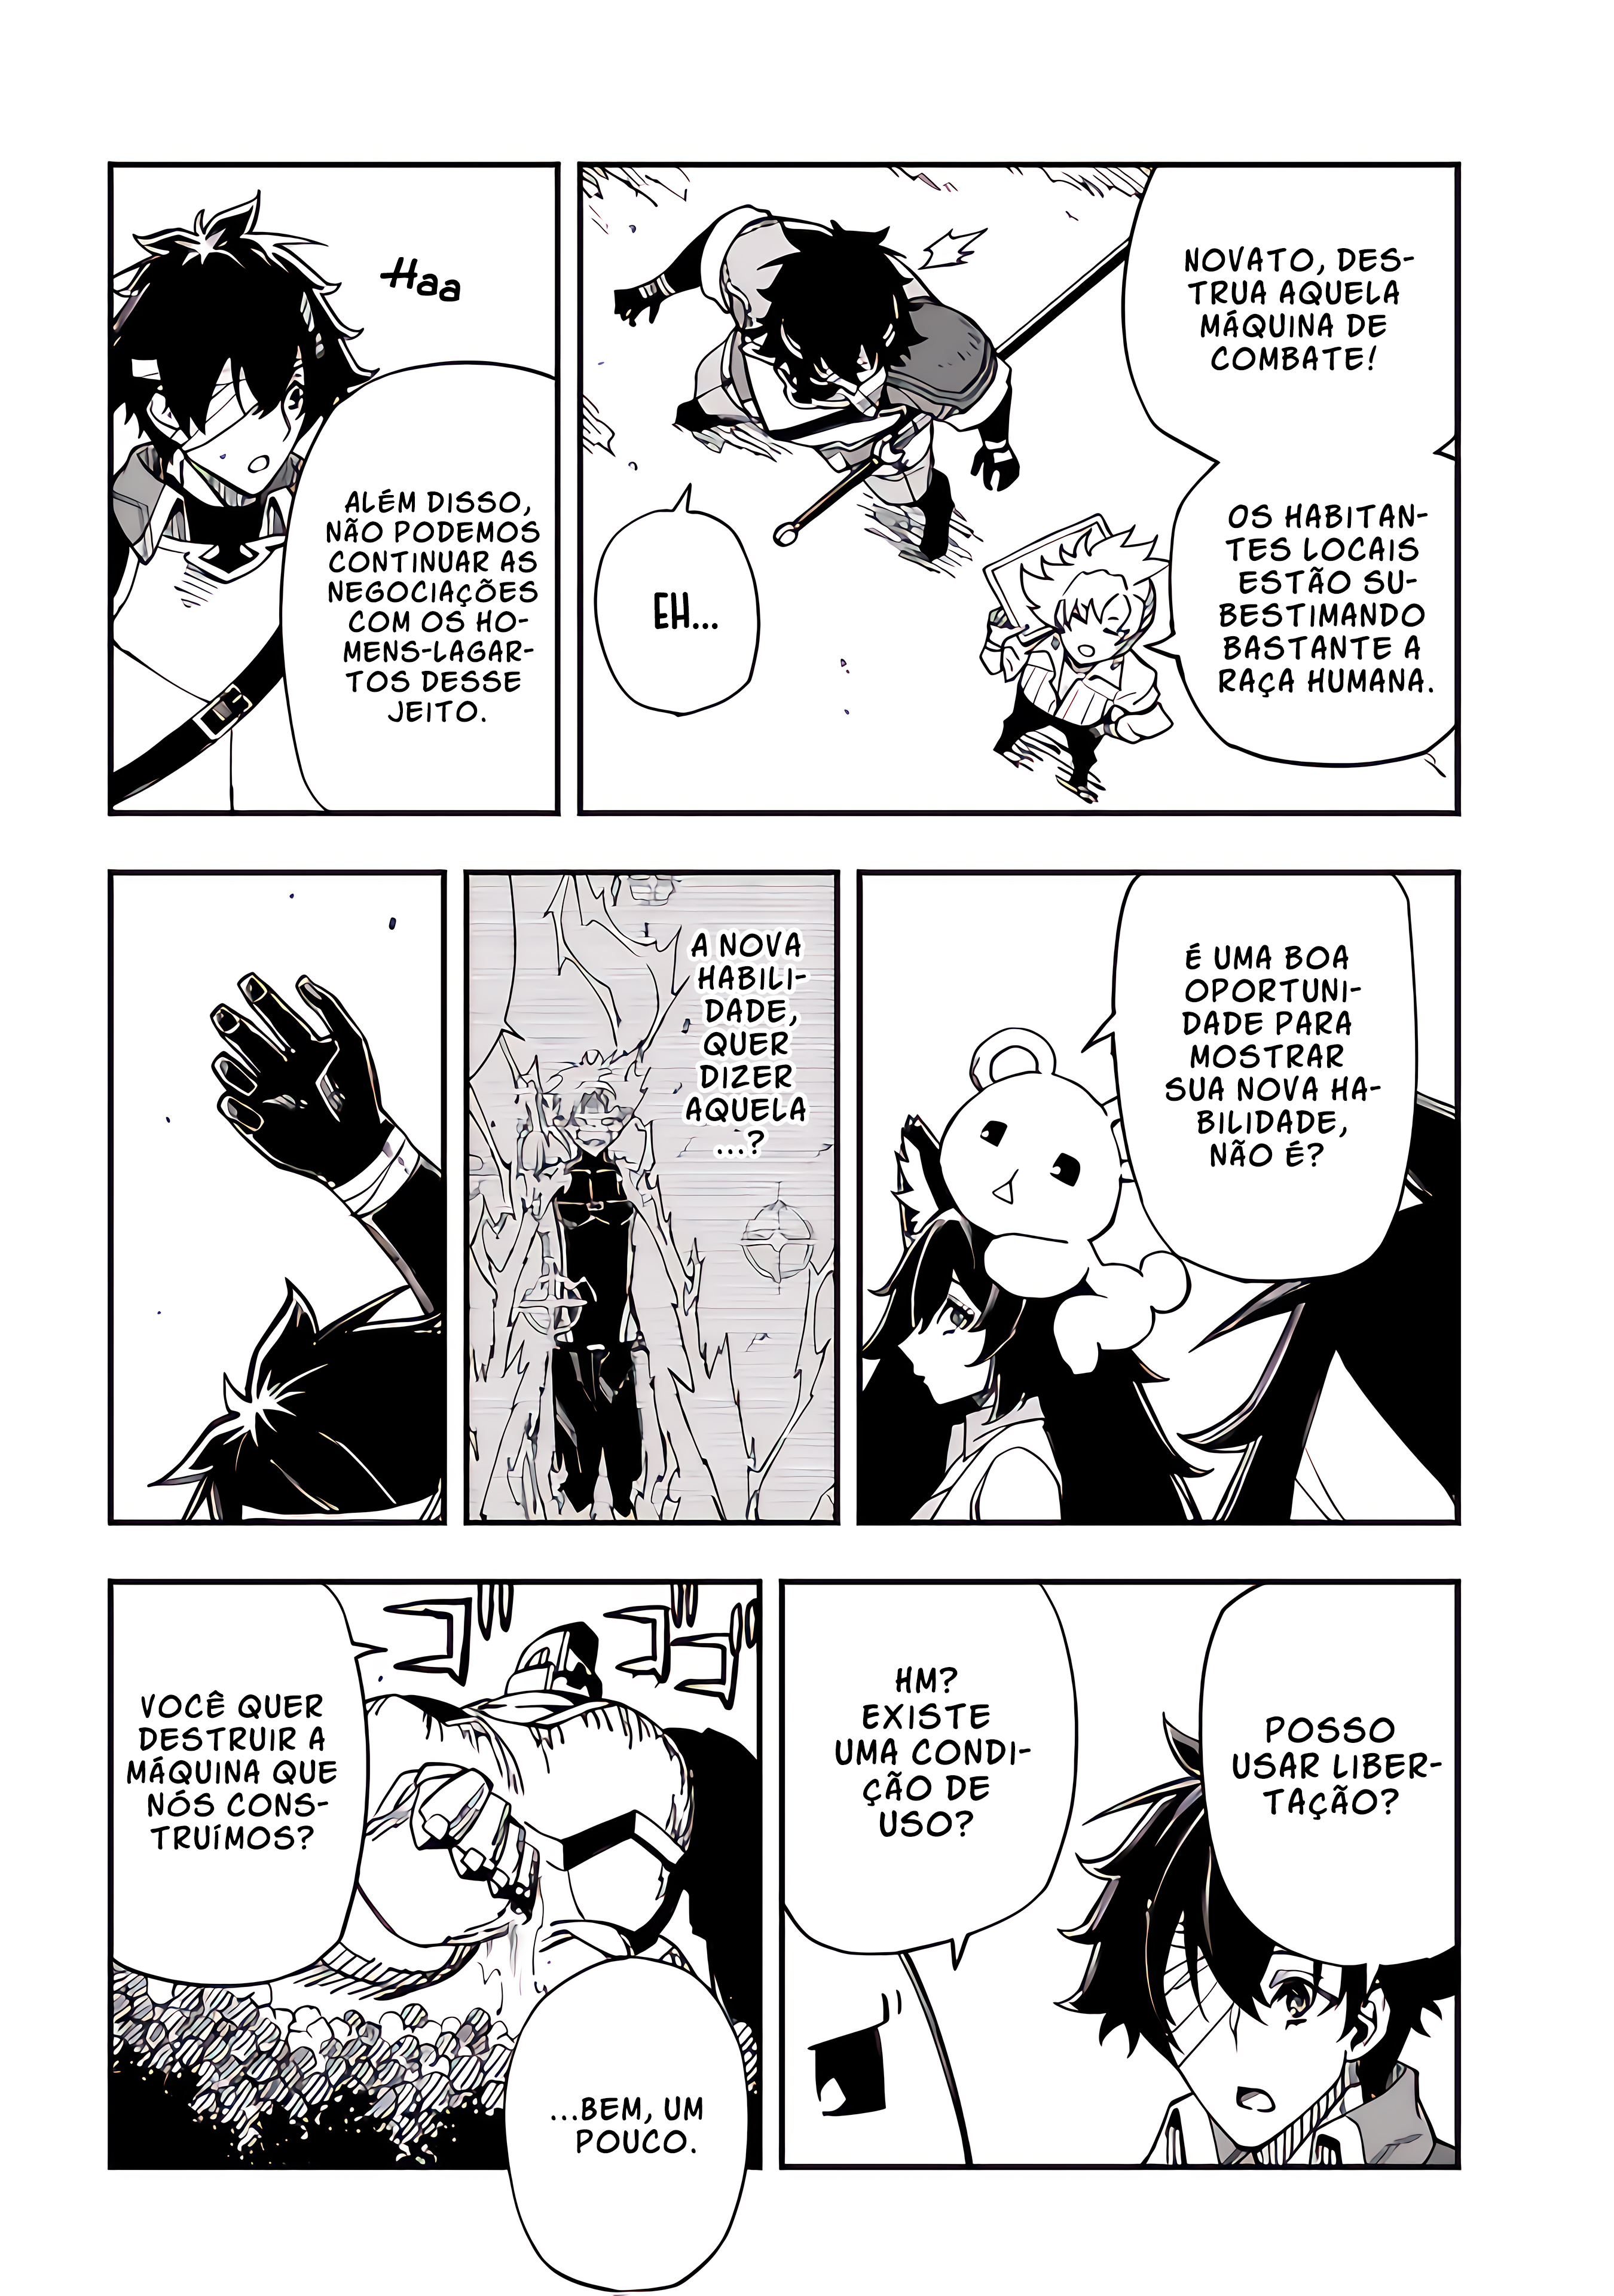 NOVATO, DES-
TRUA AQUELA
MÁQUINA DE
COMBATE!
OS HABITAN-
TES LOCAIS
ESTÃO SU-
BESTIMANDO
BASTANTE A
RAÇA HUMANA.
EH...
Haa
ALÉM DISSO,
NÃO PODEMOS
CONTINUAR AS
NEGOCIAÇÕES
COM OS HO-
MENS-LAGAR-
TOS DESSE
JEITO.
É UMA BOA
OPORTUNI-
DADE PARA
MOSTRAR
SUA NOVA HA-
BILIDADE,
NÃO É?
A NOVA
HABILI-
DADE,
QUER
DIZER
AQUELA
...?
POSSO
USAR LIBER-
TAÇÃO?
HM?
EXISTE
UMA CONDI-
ÇÃO DE
USO?
VOCÊ QUER
DESTRUIR A
MÁQUINA QUE
NÓS CONS-
TRUÍMOS?
...BEM, UM
POUCO.